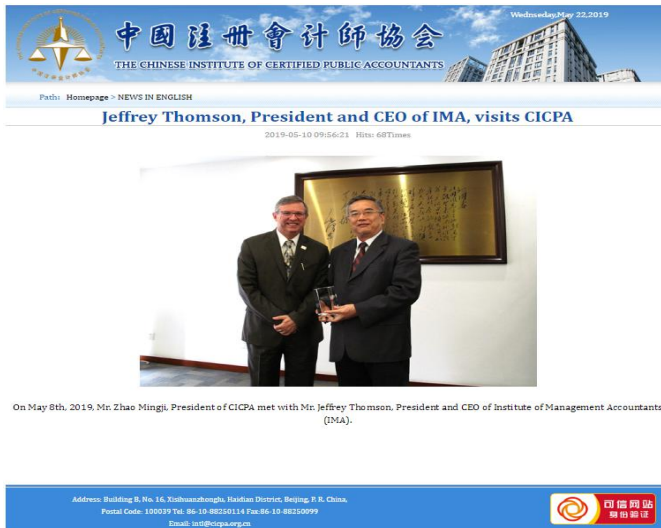 Wednseday,May 22,2019
中國注册會计師協会
THE CHINESE INSTITUTE OF CERTIFIED PUBLIC ACCOUNTANTS
Path: Homepage > NEWS IN ENGLISH
Jeffrey Thomson, President and CEO of IMA, visits CICPA
2019-05-10 09:56:21 Hits: 68Times
On May 8th, 2019, Mr. Zhao Mingji, President of CICPA met with Mr. Jeffrey Thomson, President and CEO of Institute of Management Accountants
(IMA).
Address: Building B, No. 16, Xisihuanzhonglu, Haidian District, Beijing, P. R. China,
Postal Code: 100039 Tel: 86-10-88250114 Fax:86-10-88250099
Email: intl@cicpa.org.cn
可信网站
身份验证